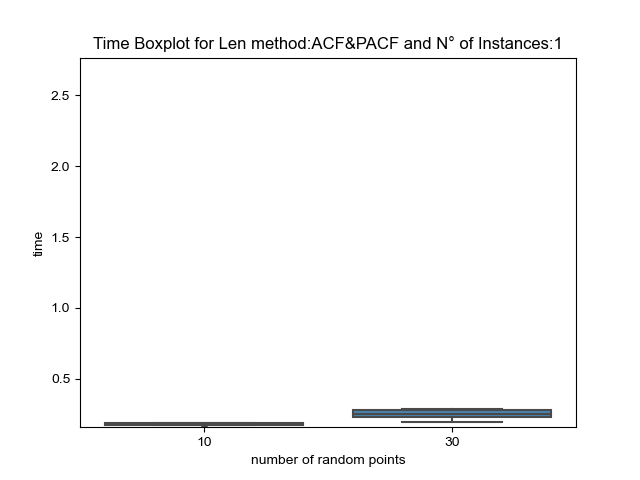 Time Boxplot for Len method:ACF&PACF and N° of Instances:1
2.5
2.0
1.5
1.0
0.5
time
10
30
number of random points